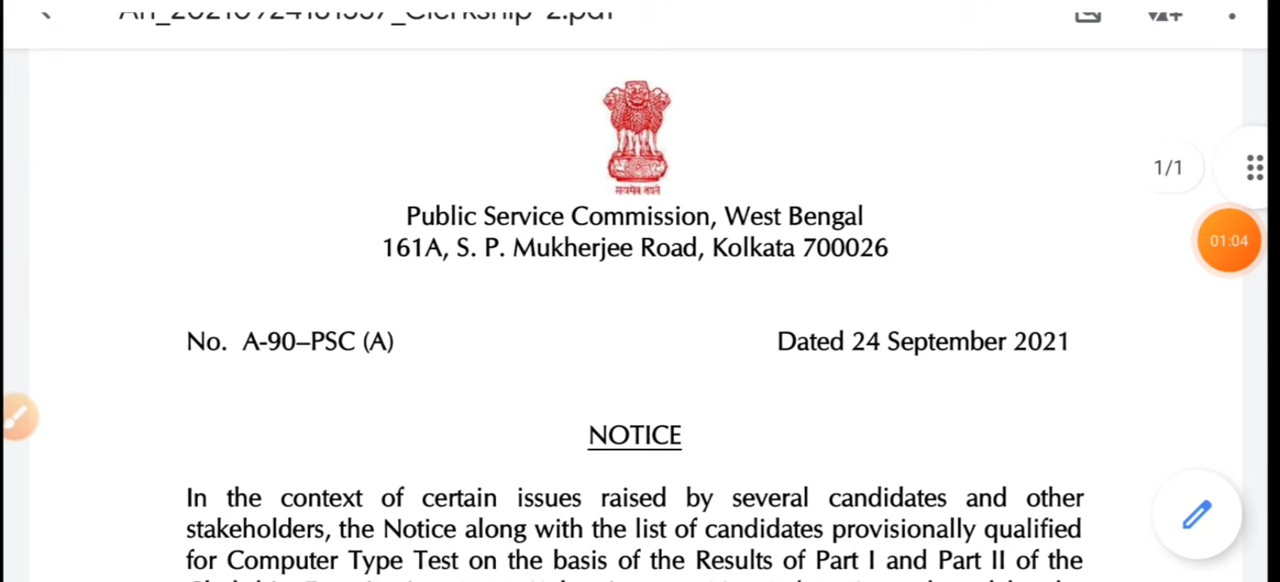 सत्यमेव जयते
Public Service Commission, West Bengal
161A, S. P. Mukherjee Road, Kolkata 700026
1/1
01:04
No. A-90–PSC (A)
Dated 24 September 2021
NOTICE
In the context of certain issues raised by several candidates and other
stakeholders, the Notice along with the list of candidates provisionally qualified
for Computer Type Test on the basis of the Results of Part I and Part II of the